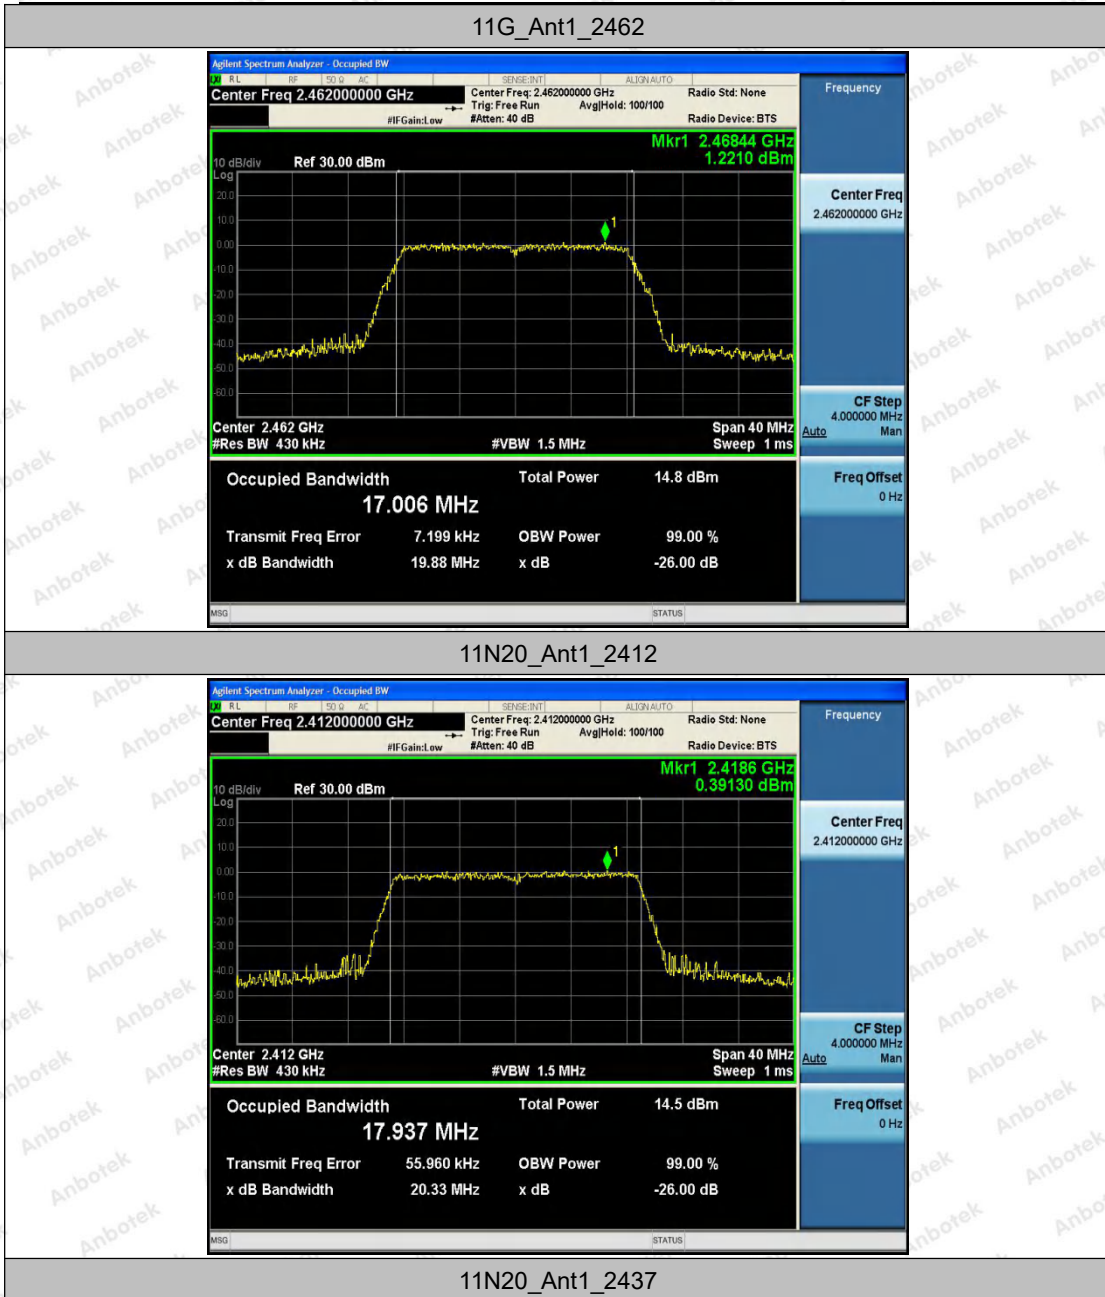 11G_Ant1_2462
Agilent Spectrum Analyzer - Occupied BW
LXI RL RF 50 Ω AC SENSE:INT ALIGN AUTO
Center Freq 2.462000000 GHz
Center Freq: 2.462000000 GHz Radio Std: None
Trig: Free Run Avg|Hold: 100/100
#IFGain:Low #Atten: 40 dB Radio Device: BTS
Mkr1 2.46844 GHz
1.2210 dBm
10 dB/div Ref 30.00 dBm
Log
20.0
10.0
0.00
-10.0
-20.0
-30.0
-40.0
-50.0
-60.0
1
Center 2.462 GHz Span 40 MHz
#Res BW 430 kHz #VBW 1.5 MHz Sweep 1 ms
Occupied Bandwidth Total Power 14.8 dBm
17.006 MHz
Transmit Freq Error 7.199 kHz OBW Power 99.00 %
x dB Bandwidth 19.88 MHz x dB -26.00 dB
MSG STATUS
Frequency
Center Freq
2.462000000 GHz
CF Step
4.000000 MHz
Auto Man
Freq Offset
0 Hz
11N20_Ant1_2412
Agilent Spectrum Analyzer - Occupied BW
LXI RL RF 50 Ω AC SENSE:INT ALIGN AUTO
Center Freq 2.412000000 GHz
Center Freq: 2.412000000 GHz Radio Std: None
Trig: Free Run Avg|Hold: 100/100
#IFGain:Low #Atten: 40 dB Radio Device: BTS
Mkr1 2.4186 GHz
0.39130 dBm
10 dB/div Ref 30.00 dBm
Log
20.0
10.0
0.00
-10.0
-20.0
-30.0
-40.0
-50.0
-60.0
1
Center 2.412 GHz Span 40 MHz
#Res BW 430 kHz #VBW 1.5 MHz Sweep 1 ms
Occupied Bandwidth Total Power 14.5 dBm
17.937 MHz
Transmit Freq Error 55.960 kHz OBW Power 99.00 %
x dB Bandwidth 20.33 MHz x dB -26.00 dB
MSG STATUS
Frequency
Center Freq
2.412000000 GHz
CF Step
4.000000 MHz
Auto Man
Freq Offset
0 Hz
11N20_Ant1_2437
Anbotek